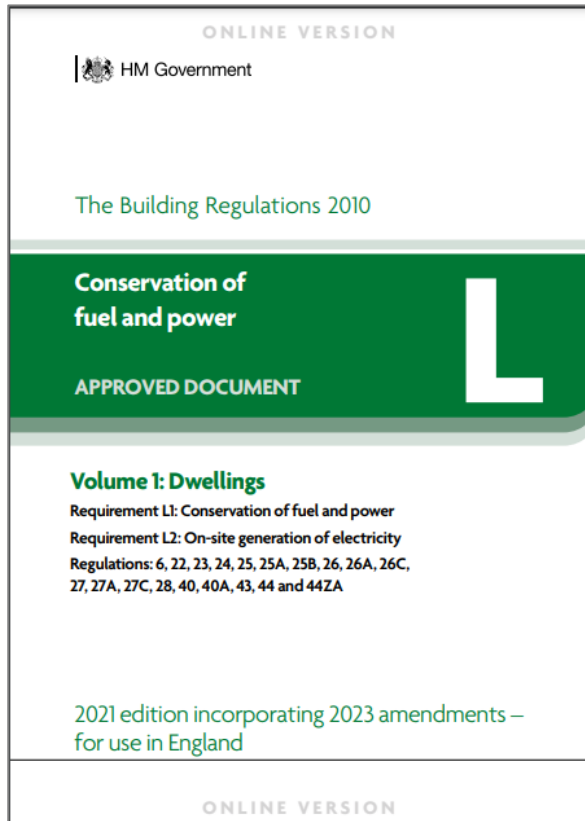 ONLINE VERSION
HM Government
The Building Regulations 2010
Conservation of
fuel and power
L
APPROVED DOCUMENT
Volume 1: Dwellings
Requirement L1: Conservation of fuel and power
Requirement L2: On-site generation of electricity
Regulations: 6, 22, 23, 24, 25, 25A, 25B, 26, 26A, 26C,
27, 27A, 27C, 28, 40, 40A, 43, 44 and 44ZA
2021 edition incorporating 2023 amendments –
for use in England
ONLINE VERSION